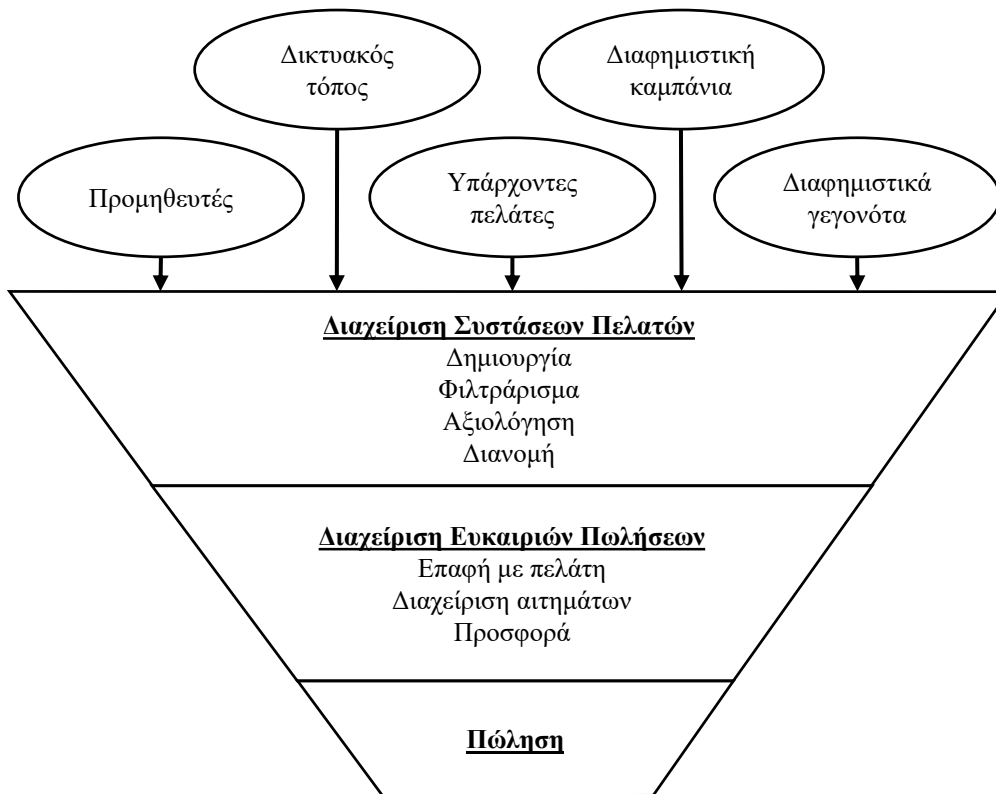 Δικτυακός
τόπος
Διαφημιστική
καμπάνια
Προμηθευτές
Υπάρχοντες
πελάτες
Διαφημιστικά
γεγονότα
Διαχείριση Συστάσεων Πελατών
Δημιουργία
Φιλτράρισμα
Αξιολόγηση
Διανομή
Διαχείριση Ευκαιριών Πωλήσεων
Επαφή με πελάτη
Διαχείριση αιτημάτων
Προσφορά
Πώληση